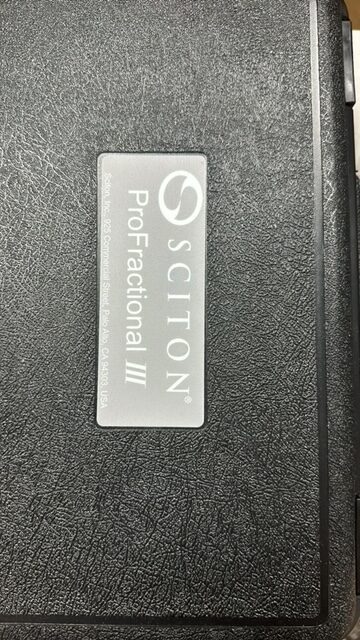 SCITON®
ProFractional III
Sciton, Inc., 925 Commercial Street, Palo Alto, CA 94303, USA